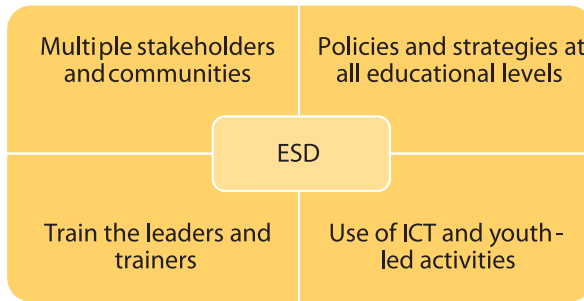 Multiple stakeholders
and communities
Policies and strategies at
all educational levels
ESD
Train the leaders and
trainers
Use of ICT and youth-
led activities